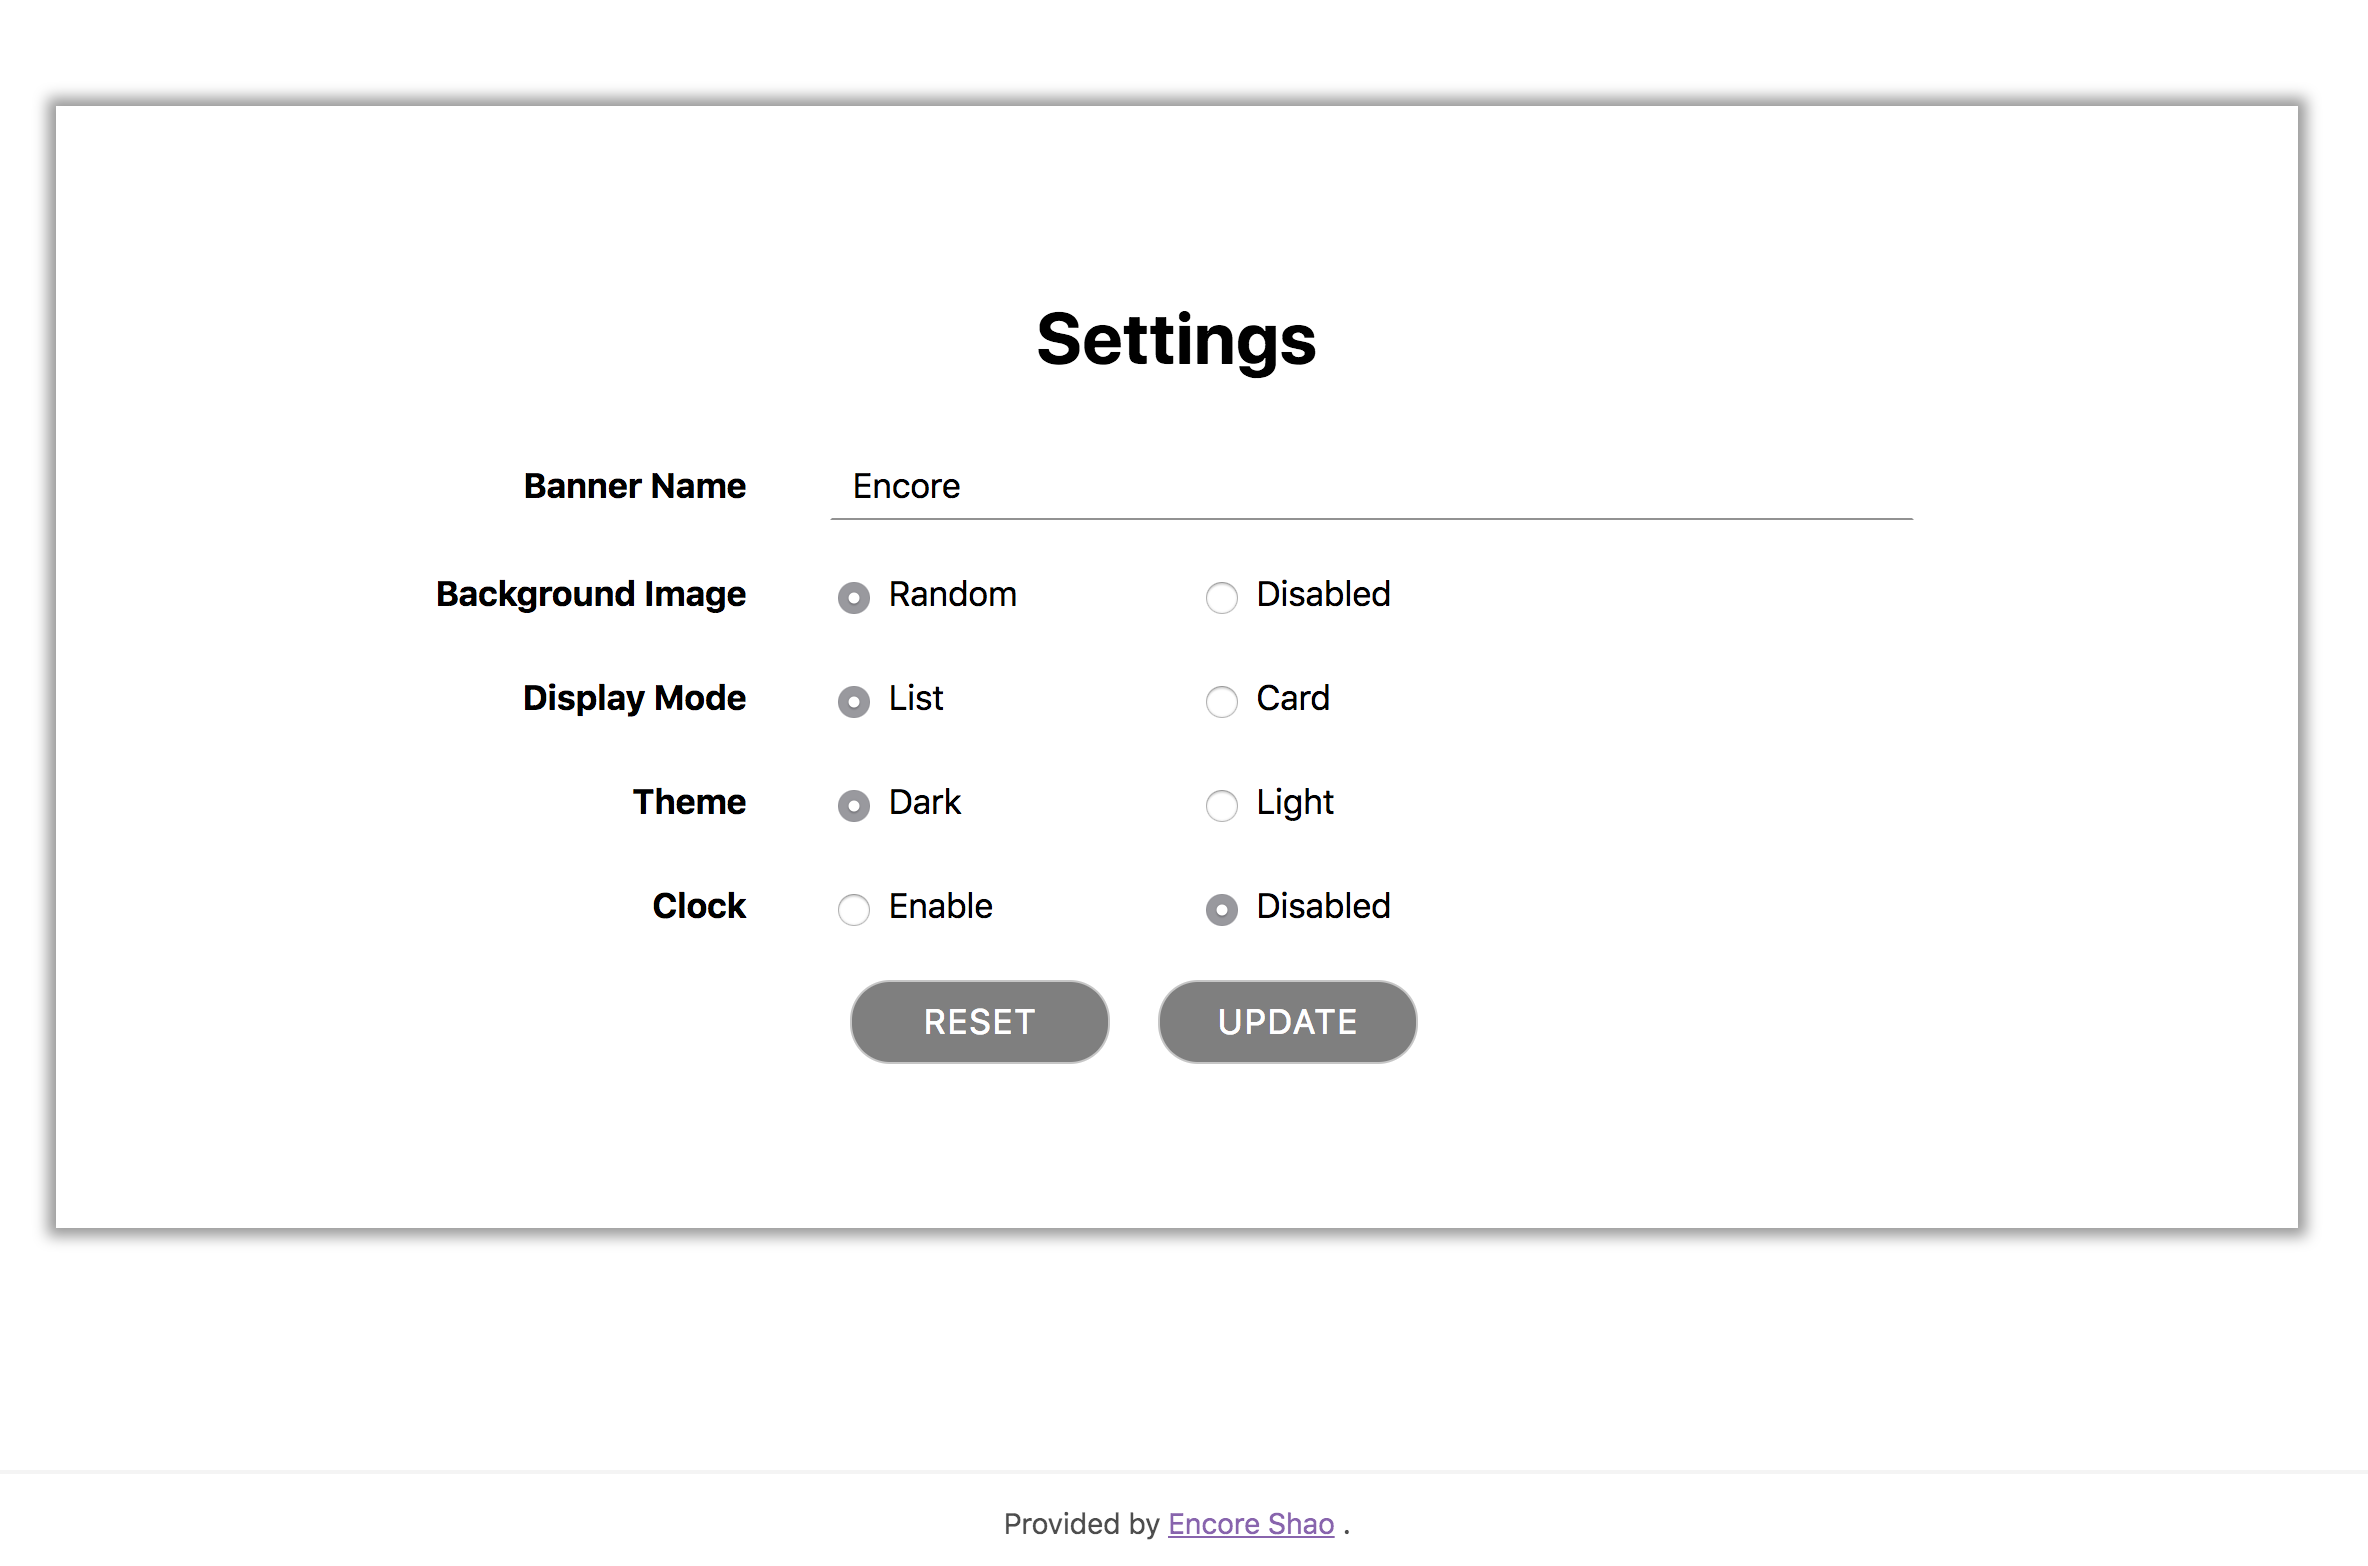 Settings
Banner Name Encore
Background Image Random Disabled
Display Mode List Card
Theme Dark Light
Clock Enable Disabled
RESET UPDATE
Provided by Encore Shao .